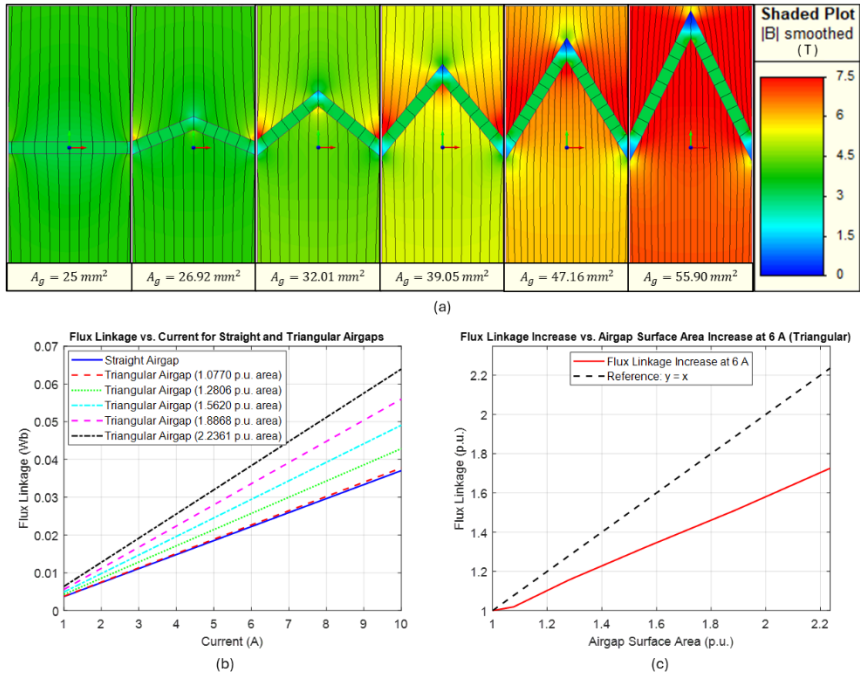 (a)
Shaded Plot
|B| smoothed
(T)
7.5
6
4.5
3
1.5
0
A_g = 25 mm²
A_g = 26.92 mm²
A_g = 32.01 mm²
A_g = 39.05 mm²
A_g = 47.16 mm²
A_g = 55.90 mm²
(a)
Flux Linkage vs. Current for Straight and Triangular Airgaps
0.07
0.06
0.05
0.04
0.03
0.02
0.01
0
Flux Linkage (Wb)
Straight Airgap
Triangular Airgap (1.0770 p.u. area)
Triangular Airgap (1.2806 p.u. area)
Triangular Airgap (1.5620 p.u. area)
Triangular Airgap (1.8868 p.u. area)
Triangular Airgap (2.2361 p.u. area)
1 2 3 4 5 6 7 8 9 10
Current (A)
(b)
Flux Linkage Increase vs. Airgap Surface Area Increase at 6 A (Triangular)
Flux Linkage Increase at 6 A
Reference: y = x
2.2
2
1.8
1.6
1.4
1.2
1
Flux Linkage (p.u.)
1 1.2 1.4 1.6 1.8 2 2.2
Airgap Surface Area (p.u.)
(c)